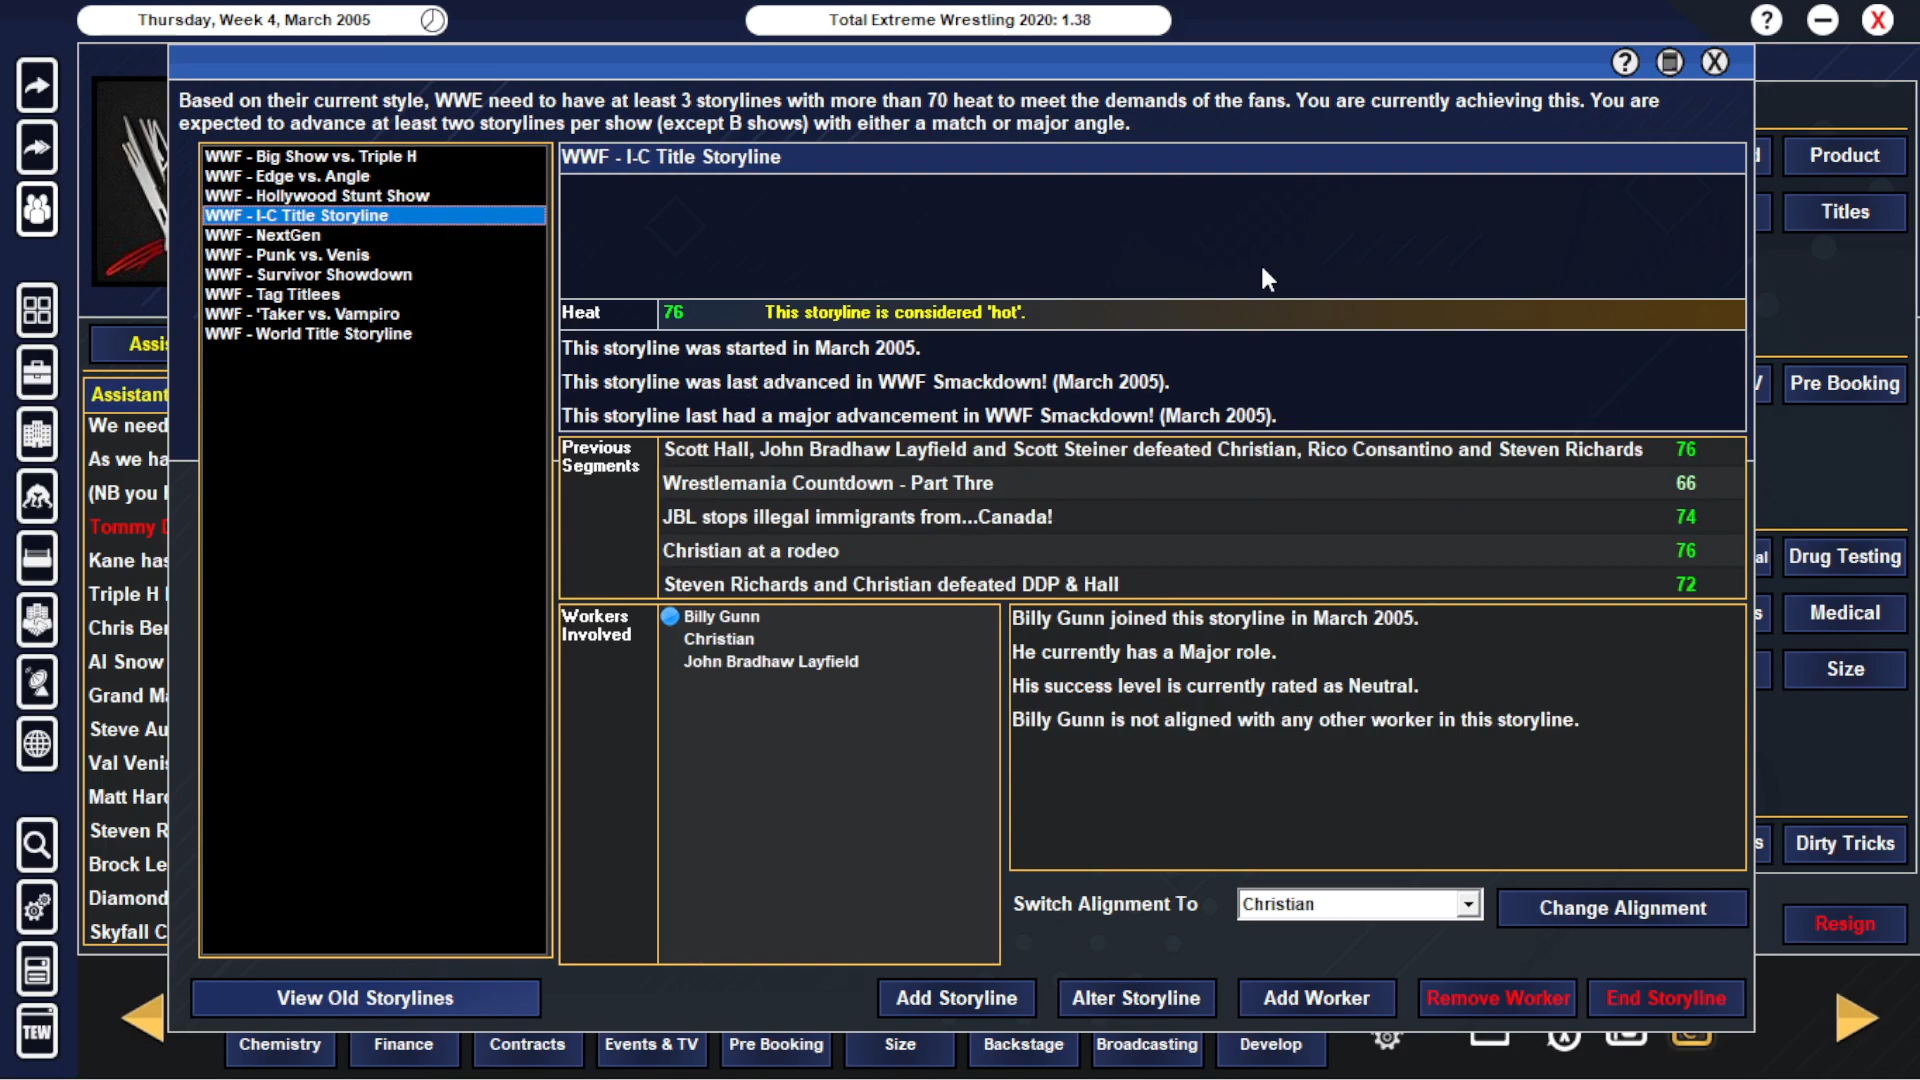 Thursday, Week 4, March 2005
Total Extreme Wrestling 2020: 1.38
?
X
?
X
Based on their current style, WWE need to have at least 3 storylines with more than 70 heat to meet the demands of the fans. You are currently achieving this. You are
expected to advance at least two storylines per show (except B shows) with either a match or major angle.
WWF - Big Show vs. Triple H
WWF - Edge vs. Angle
WWF - Hollywood Stunt Show
WWF - I-C Title Storyline
WWF - NextGen
WWF - Punk vs. Venis
WWF - Survivor Showdown
WWF - Tag Titlees
WWF - 'Taker vs. Vampiro
WWF - World Title Storyline
WWF - I-C Title Storyline
Heat
76
This storyline is considered 'hot'.
This storyline was started in March 2005.
This storyline was last advanced in WWF Smackdown! (March 2005).
This storyline last had a major advancement in WWF Smackdown! (March 2005).
Previous
Segments
Scott Hall, John Bradhaw Layfield and Scott Steiner defeated Christian, Rico Consantino and Steven Richards 76
Wrestlemania Countdown - Part Thre 66
JBL stops illegal immigrants from...Canada! 74
Christian at a rodeo 76
Steven Richards and Christian defeated DDP & Hall 72
Workers
Involved
Billy Gunn
Christian
John Bradhaw Layfield
Billy Gunn joined this storyline in March 2005.
He currently has a Major role.
His success level is currently rated as Neutral.
Billy Gunn is not aligned with any other worker in this storyline.
Switch Alignment To
Christian
Change Alignment
View Old Storylines
Add Storyline
Alter Storyline
Add Worker
Remove Worker
End Storyline
Assis
Assistant
We need
As we ha
(NB you
Tommy
Kane has
Triple H
Chris Ber
Al Snow
Grand Ma
Steve Au
Val Venis
Matt Hard
Steven R
Brock Le
Diamond
Skyfall C
Product
Titles
Pre Booking
al
Drug Testing
s
Medical
Size
s
Dirty Tricks
Resign
TEW
Chemistry
Finance
Contracts
Events & TV
Pre Booking
Size
Backstage
Broadcasting
Develop